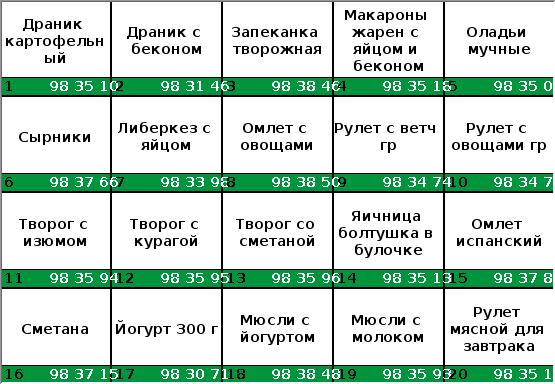 Драник
картофельн
ый
Драник с
беконом
Запеканка
творожная
Макароны
жарен с
яйцом и
беконом
Оладьи
мучные
1 98 35 10
2 98 31 46
3 98 38 46
4 98 35 16
5 98 35 0
Сырники
Либеркез с
яйцом
Омлет с
овощами
Рулет с ветч
гр
Рулет с
овощами гр
6 98 37 66
7 98 33 98
8 98 38 50
9 98 34 74
10 98 34 7
Творог с
изюмом
Творог с
курагой
Творог со
сметаной
Яичница
болтушка в
булочке
Омлет
испанский
11 98 35 94
12 98 35 95
13 98 35 96
14 98 35 13
15 98 37 8
Сметана
Йогурт 300 г
Мюсли с
йогуртом
Мюсли с
молоком
Рулет
мясной для
завтрака
16 98 37 15
17 98 30 71
18 98 38 48
19 98 35 93
20 98 35 1